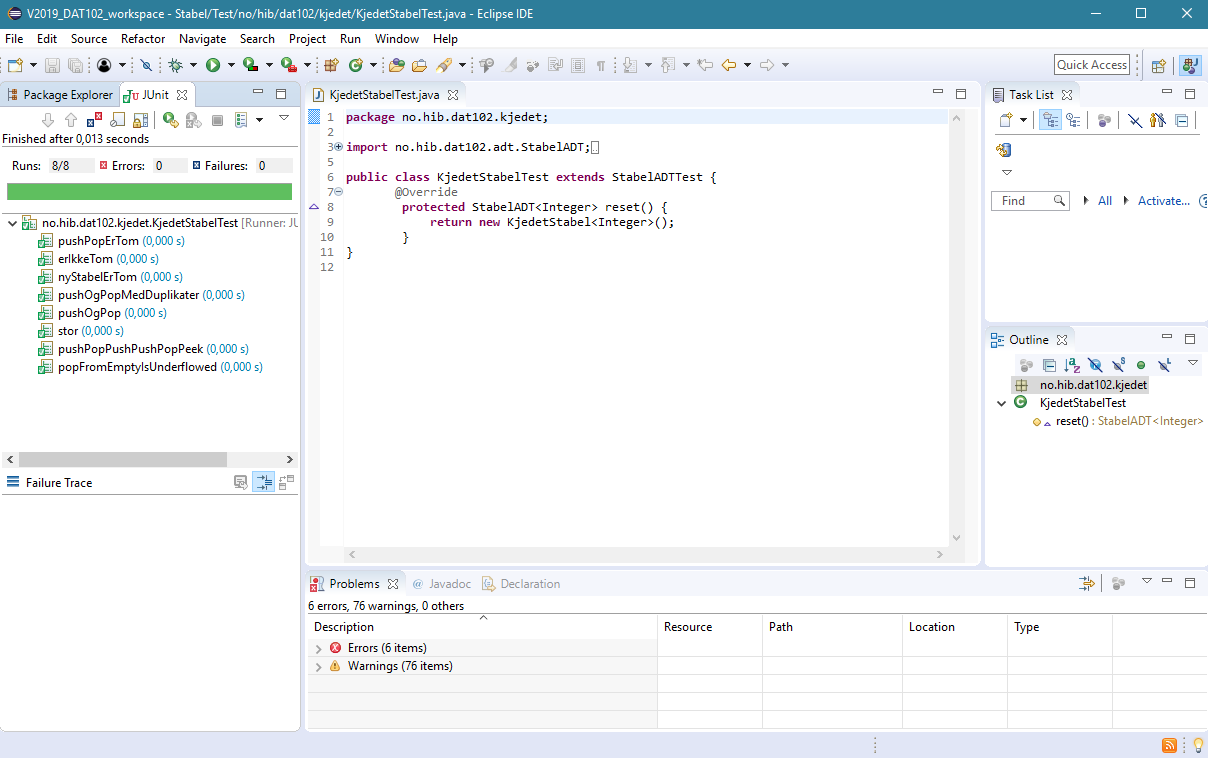 V2019_DAT102_workspace - Stabel/Test/no/hib/dat102/kjedet/KjedetStabelTest.java - Eclipse IDE
File Edit Source Refactor Navigate Search Project Run Window Help
Quick Access
Package Explorer JUnit
Finished after 0,013 seconds
Runs: 8/8 Errors: 0 Failures: 0
no.hib.dat102.kjedet.KjedetStabelTest [Runner: JU
pushPopErTom (0,000 s)
erIkkeTom (0,000 s)
nyStabelErTom (0,000 s)
pushOgPopMedDuplikater (0,000 s)
pushOgPop (0,000 s)
stor (0,000 s)
pushPopPushPushPopPeek (0,000 s)
popFromEmptyIsUnderflowed (0,000 s)
Failure Trace
KjedetStabelTest.java
1 package no.hib.dat102.kjedet;
2
3 import no.hib.dat102.adt.StabelADT;
5
6 public class KjedetStabelTest extends StabelADTTest {
7 @Override
8 protected StabelADT<Integer> reset() {
9 return new KjedetStabel<Integer>();
10 }
11 }
12
Task List
Find All Activate...
Outline
no.hib.dat102.kjedet
KjedetStabelTest
reset() : StabelADT<Integer>
Problems Javadoc Declaration
6 errors, 76 warnings, 0 others
Description Resource Path Location Type
Errors (6 items)
Warnings (76 items)